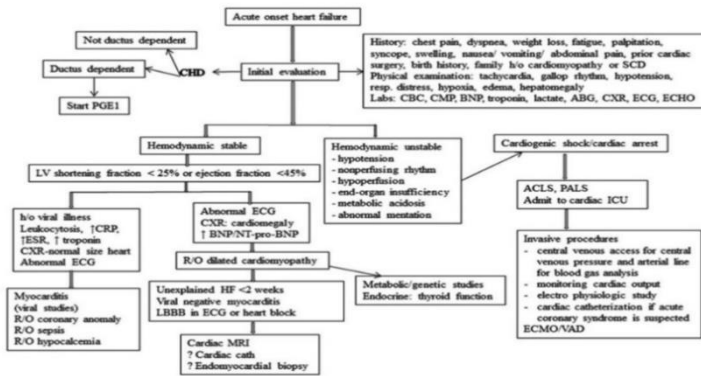 Acute onset heart failure
Not ductus dependent
History: chest pain, dyspnea, weight loss, fatigue, palpitation,
syncope, swelling, nausea/ vomiting/ abdominal pain, prior cardiac
surgery, birth history, family h/o cardiomyopathy or SCD
Physical examination: tachycardia, gallop rhythm, hypotension,
resp. distress, hypoxia, edema, hepatomegaly
Labs: CBC, CMP, BNP, troponin, lactate, ABG, CXR, ECG, ECHO
Ductus dependent
CHD
Initial evaluation
Start PGE1
Hemodynamic stable
Hemodynamic unstable
- hypotension
- nonperfusing rhythm
- hypoperfusion
- end-organ insufficiency
- metabolic acidosis
- abnormal mentation
Cardiogenic shock/cardiac arrest
LV shortening fraction < 25% or ejection fraction <45%
ACLS, PALS
Admit to cardiac ICU
h/o viral illness
Leukocytosis, ↑CRP,
↑ESR, ↑ troponin
CXR-normal size heart
Abnormal ECG
Abnormal ECG
CXR: cardiomegaly
↑ BNP/NT-pro-BNP
R/O dilated cardiomyopathy
Metabolic/genetic studies
Endocrine: thyroid function
Invasive procedures
- central venous access for central
venous pressure and arterial line
for blood gas analysis
- monitoring cardiac output
- electro physiologic study
- cardiac catheterization if acute
coronary syndrome is suspected
ECMO/VAD
Myocarditis
(viral studies)
R/O coronary anomaly
R/O sepsis
R/O hypocalcemia
Unexplained HF <2 weeks
Viral negative myocarditis
LBBB in ECG or heart block
Cardiac MRI
? Cardiac cath
? Endomyocardial biopsy